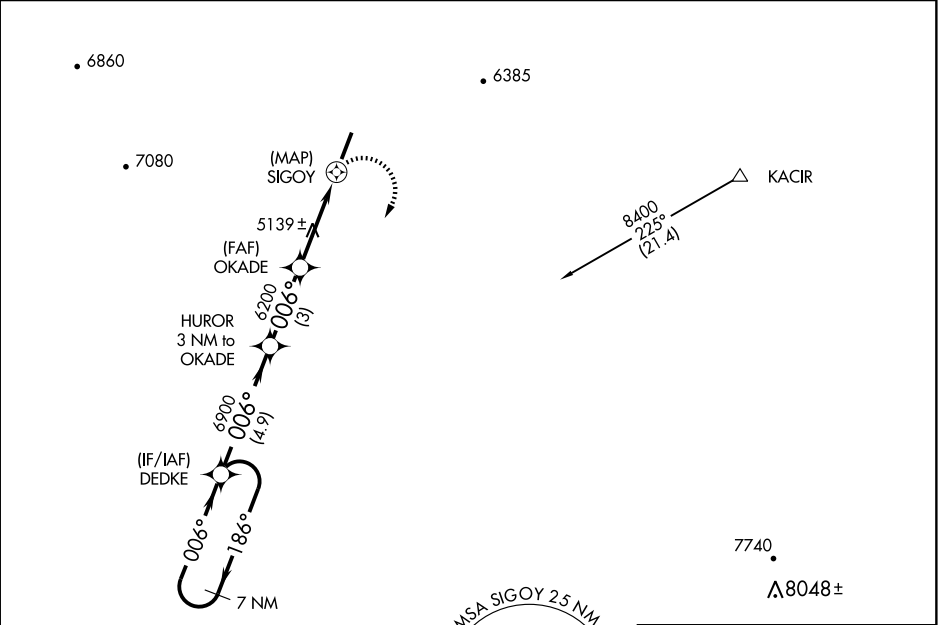 6860
6385
7080
(MAP)
SIGOY
KACIR
8400
225°
(21.4)
5139±
(FAF)
OKADE
6200
006°
(3)
HUROR
3 NM to
OKADE
6900
006°
(4.9)
(IF/IAF)
DEDKE
006°
186°
7 NM
7740
8048±
MSA SIGOY 25 NM